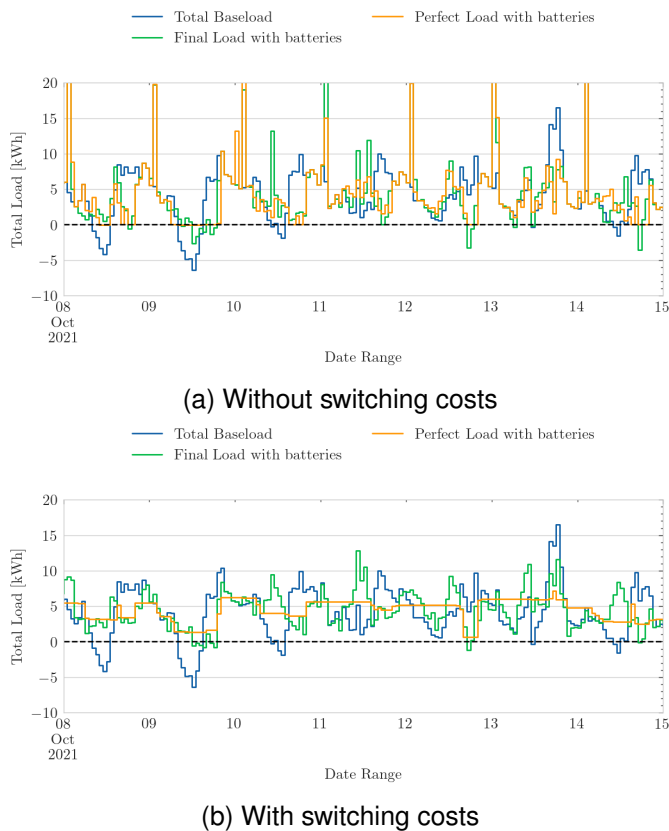 Total Baseload
Perfect Load with batteries
Final Load with batteries
20
15
10
5
0
−5
−10
Total Load [kWh]
08 09 10 11 12 13 14 15
Oct
2021
Date Range
(a) Without switching costs
Total Baseload
Perfect Load with batteries
Final Load with batteries
20
15
10
5
0
−5
−10
Total Load [kWh]
08 09 10 11 12 13 14 15
Oct
2021
Date Range
(b) With switching costs